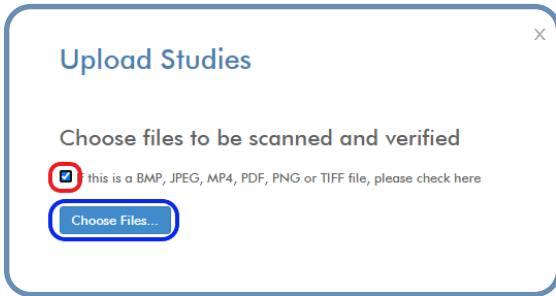 X
Upload Studies
Choose files to be scanned and verified
If this is a BMP, JPEG, MP4, PDF, PNG or TIFF file, please check here
Choose Files...